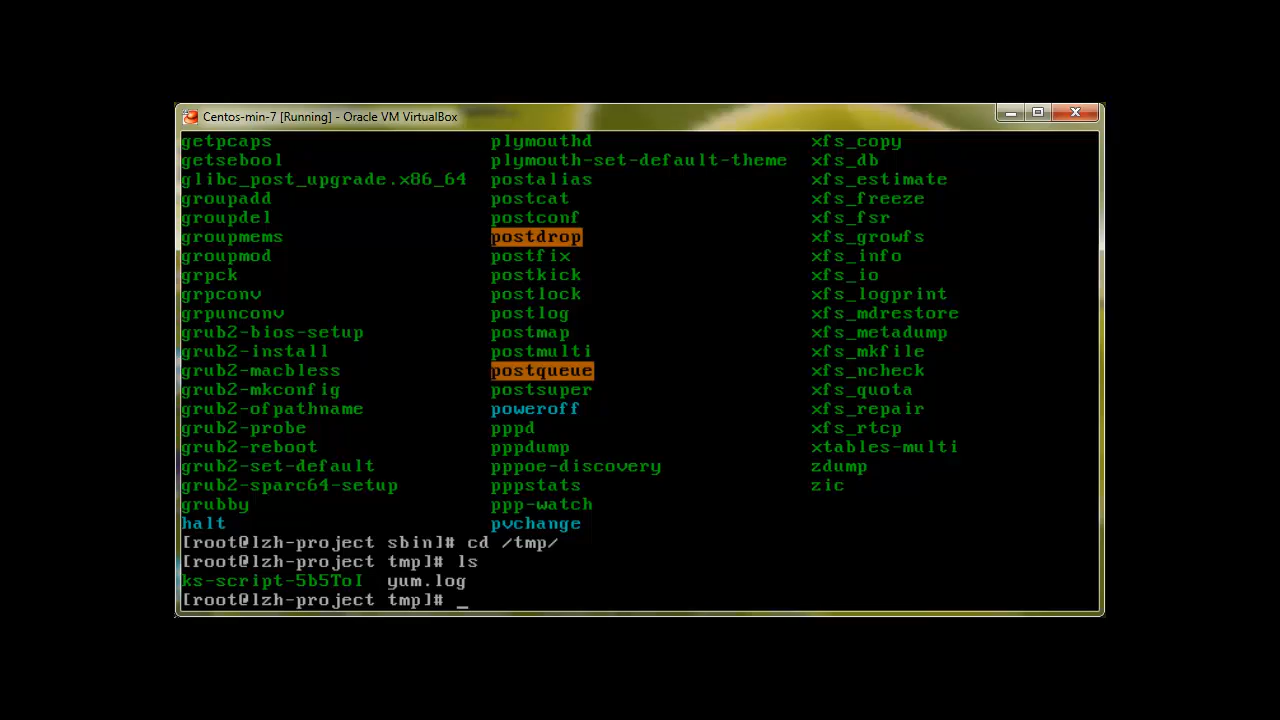 Centos-min-7 [Running] - Oracle VM VirtualBox
getpcaps plymouthd xfs_copy
getsebool plymouth-set-default-theme xfs_db
glibc_post_upgrade.x86_64 postalias xfs_estimate
groupadd postcat xfs_freeze
groupdel postconf xfs_fsr
groupmems postdrop xfs_growfs
groupmod postfix xfs_info
grpck postkick xfs_io
grpconv postlock xfs_logprint
grpunconv postlog xfs_mdrestore
grub2-bios-setup postmap xfs_metadump
grub2-install postmulti xfs_mkfile
grub2-macbless postqueue xfs_ncheck
grub2-mkconfig postsuper xfs_quota
grub2-ofpathname poweroff xfs_repair
grub2-probe pppd xfs_rtcp
grub2-reboot pppdump xtables-multi
grub2-set-default pppoe-discovery zdump
grub2-sparc64-setup pppstats zic
grubby ppp-watch
halt pvchange
[root@lzh-project sbin]# cd /tmp/
[root@lzh-project tmp]# ls
ks-script-5b5ToI yum.log
[root@lzh-project tmp]# _